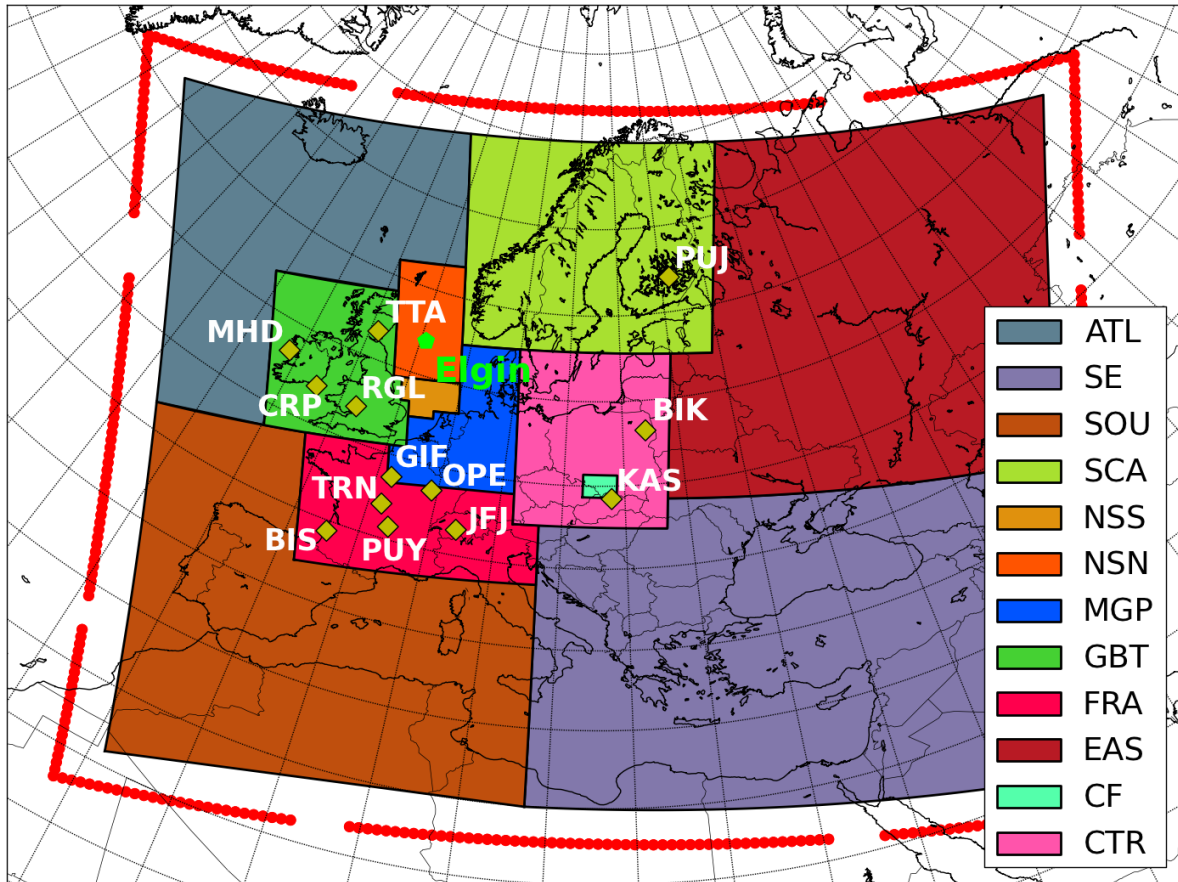 PUJ
TTA
MHD
Elgin
RGL
CRP
BIK
GIF
OPE
KAS
TRN
JFJ
BIS
PUY
ATL
SE
SOU
SCA
NSS
NSN
MGP
GBT
FRA
EAS
CF
CTR